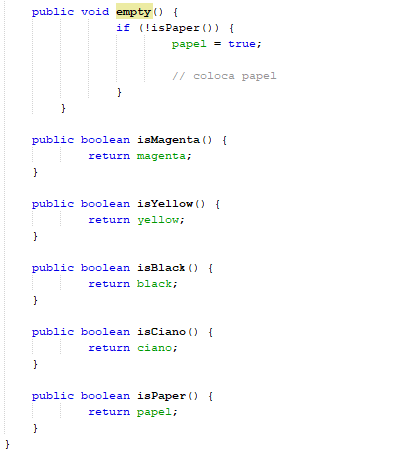 public void empty() {
if (!isPaper()) {
papel = true;
// coloca papel
}
}
public boolean isMagenta() {
return magenta;
}
public boolean isYellow() {
return yellow;
}
public boolean isBlack() {
return black;
}
public boolean isCiano() {
return ciano;
}
public boolean isPaper() {
return papel;
}
}